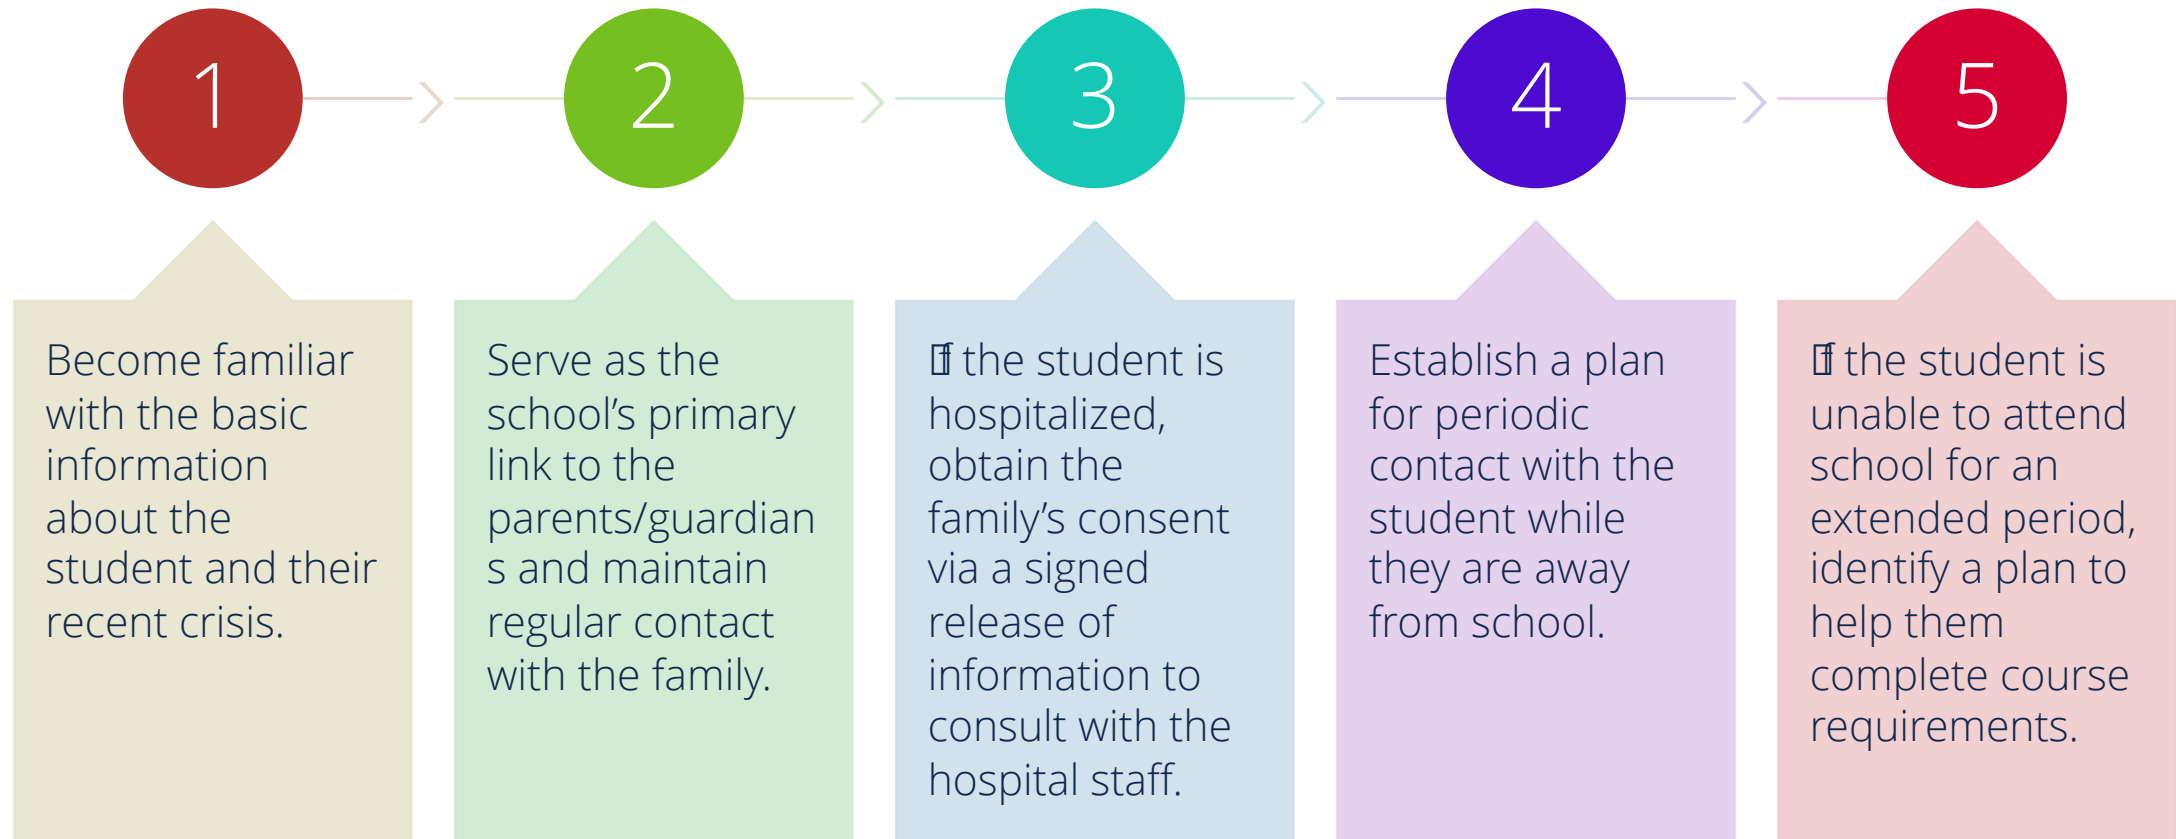 1
2
3
4
5
Become familiar
with the basic
information
about the
student and their
recent crisis.
Serve as the
school’s primary
link to the
parents/guardian
s and maintain
regular contact
with the family.
If the student is
hospitalized,
obtain the
family’s consent
via a signed
release of
information to
consult with the
hospital staff.
Establish a plan
for periodic
contact with the
student while
they are away
from school.
If the student is
unable to attend
school for an
extended period,
identify a plan to
help them
complete course
requirements.